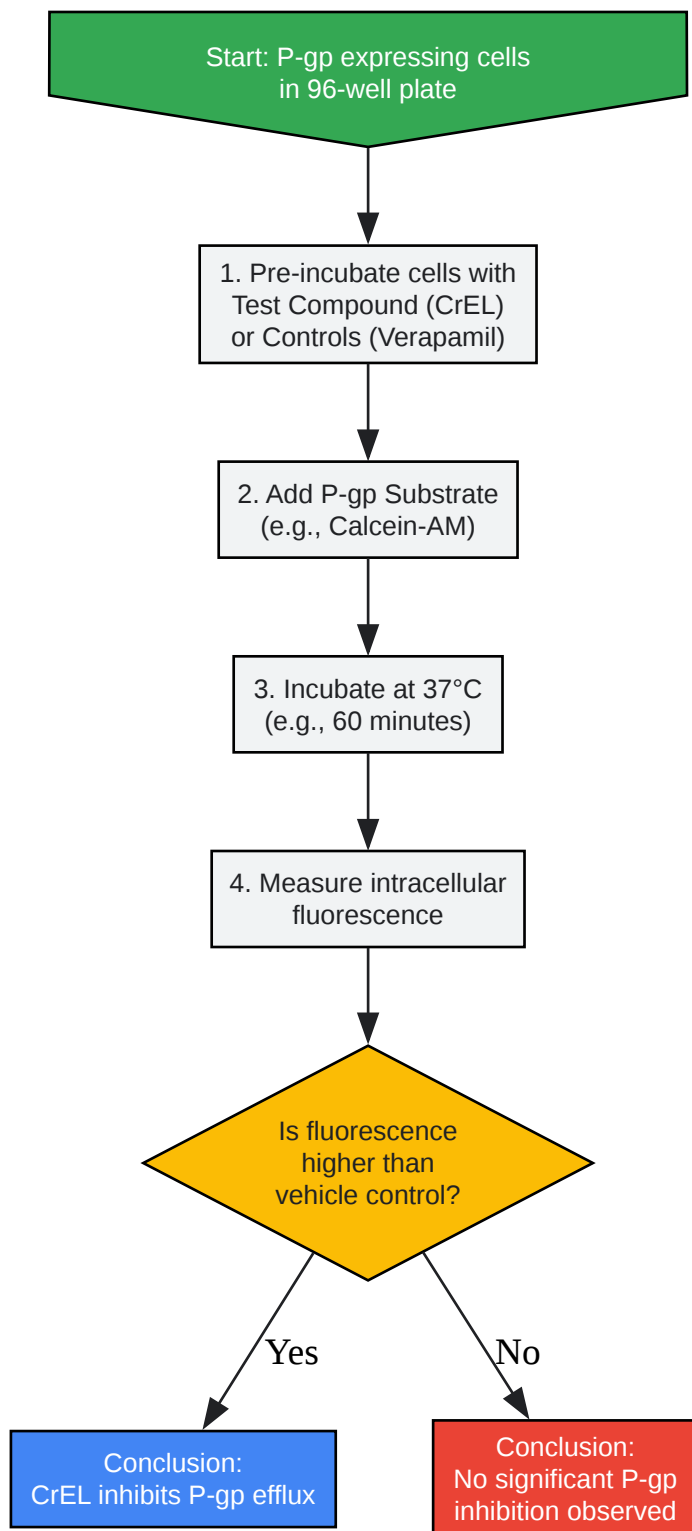 Start: P-gp expressing cells
in 96-well plate
1. Pre-incubate cells with
Test Compound (CrEL)
or Controls (Verapamil)
2. Add P-gp Substrate
(e.g., Calcein-AM)
3. Incubate at 37°C
(e.g., 60 minutes)
4. Measure intracellular
fluorescence
Is fluorescence
higher than
vehicle control?
Yes
No
Conclusion:
CrEL inhibits P-gp efflux
Conclusion:
No significant P-gp
inhibition observed